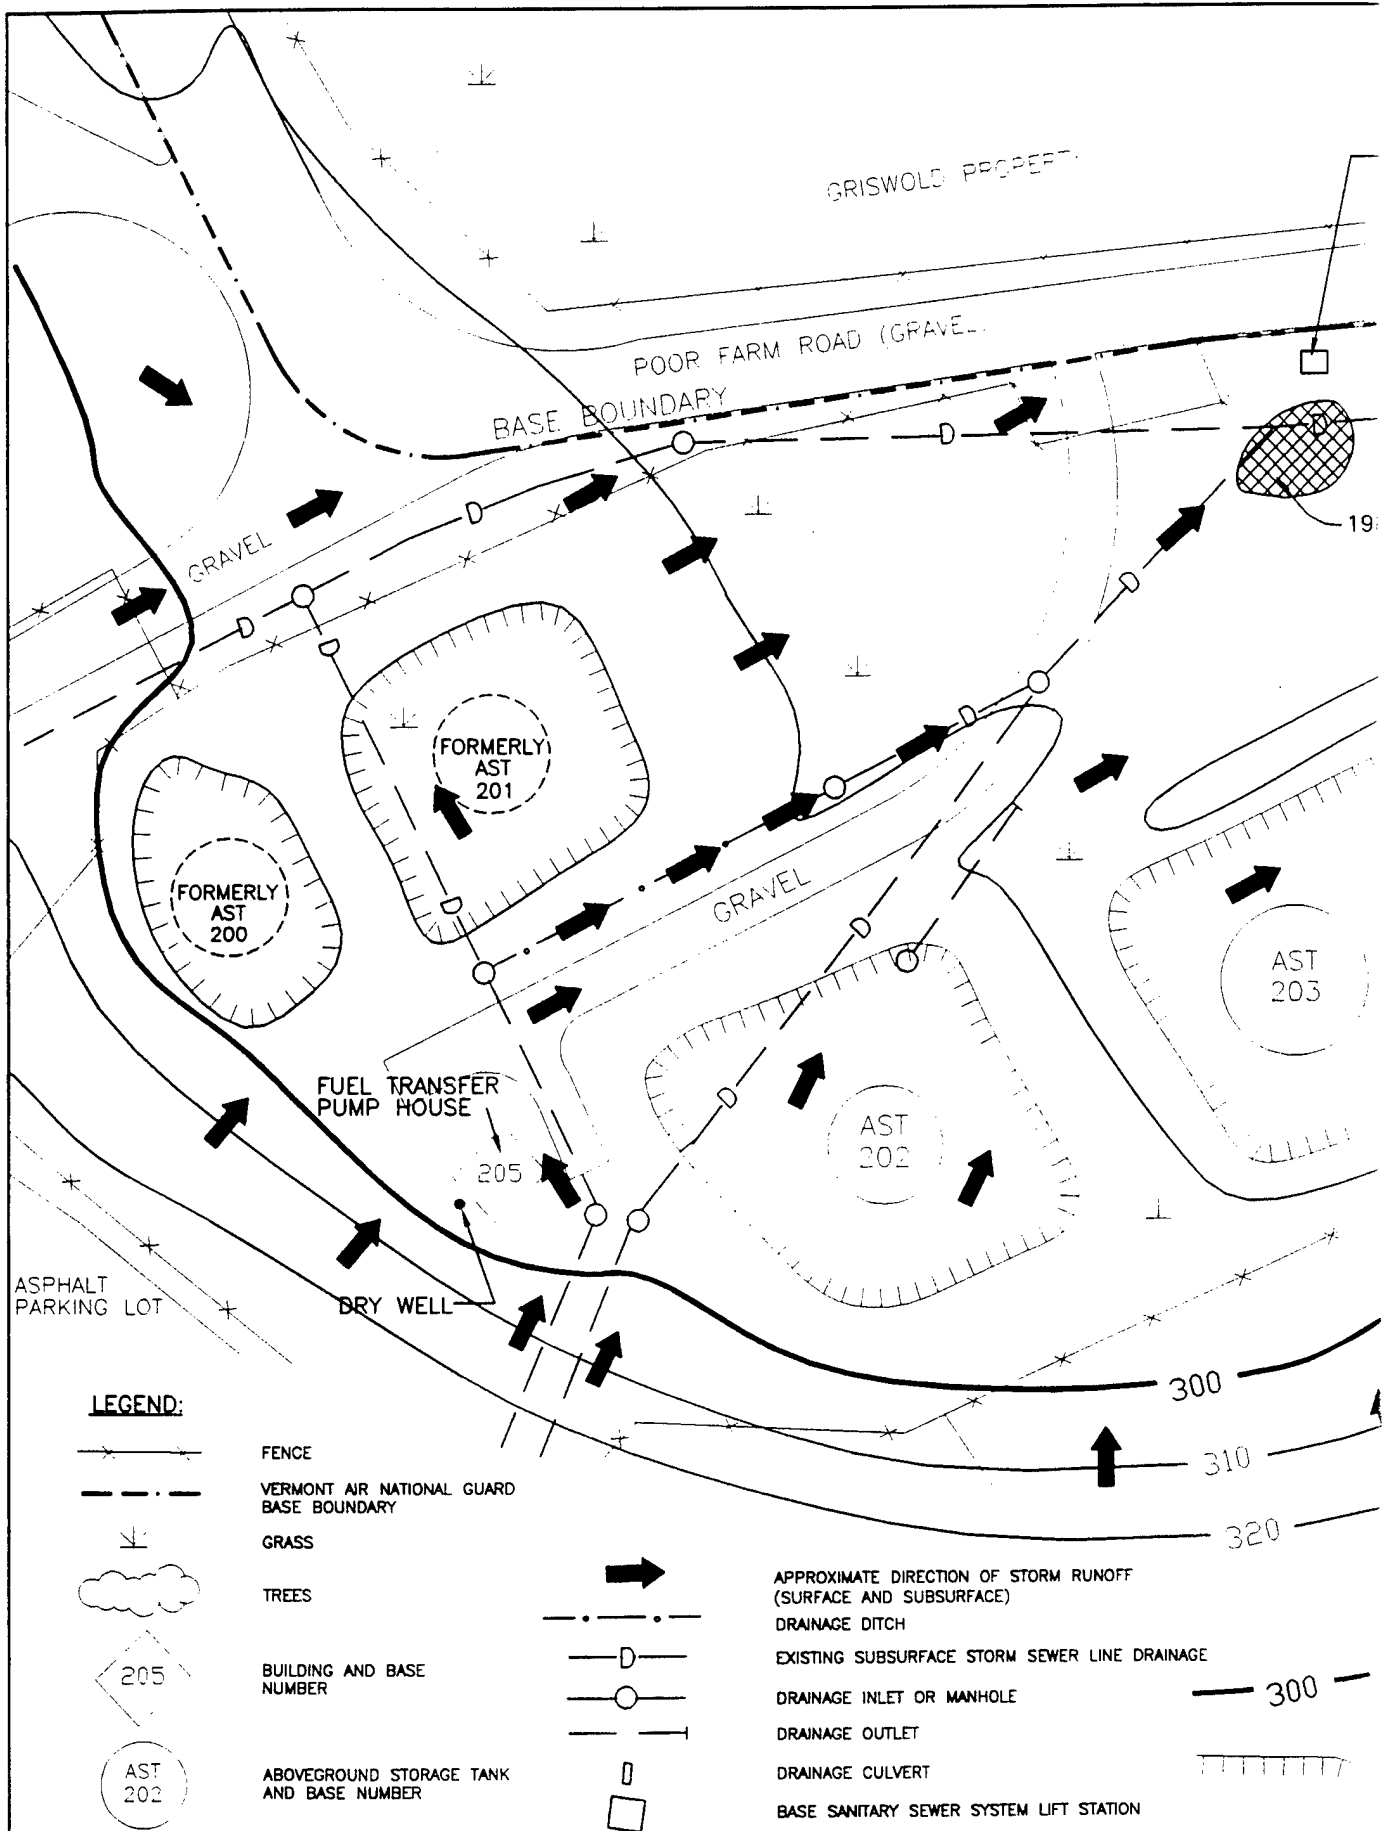 GRISWOLD PROPERT
POOR FARM ROAD (GRAVEL
BASE BOUNDARY
D
D
D
19
GRAVEL
D
D
D
FORMERLY
AST
201
D
FORMERLY
AST
200
D
GRAVEL
D
AST
203
FUEL TRANSFER
PUMP HOUSE
D
AST
202
205
ASPHALT
PARKING LOT
DRY WELL
300
310
320
LEGEND:
FENCE
VERMONT AIR NATIONAL GUARD
BASE BOUNDARY
GRASS
TREES
205
BUILDING AND BASE
NUMBER
AST
202
ABOVEGROUND STORAGE TANK
AND BASE NUMBER
APPROXIMATE DIRECTION OF STORM RUNOFF
(SURFACE AND SUBSURFACE)
DRAINAGE DITCH
D
EXISTING SUBSURFACE STORM SEWER LINE DRAINAGE
DRAINAGE INLET OR MANHOLE
300
DRAINAGE OUTLET
DRAINAGE CULVERT
BASE SANITARY SEWER SYSTEM LIFT STATION